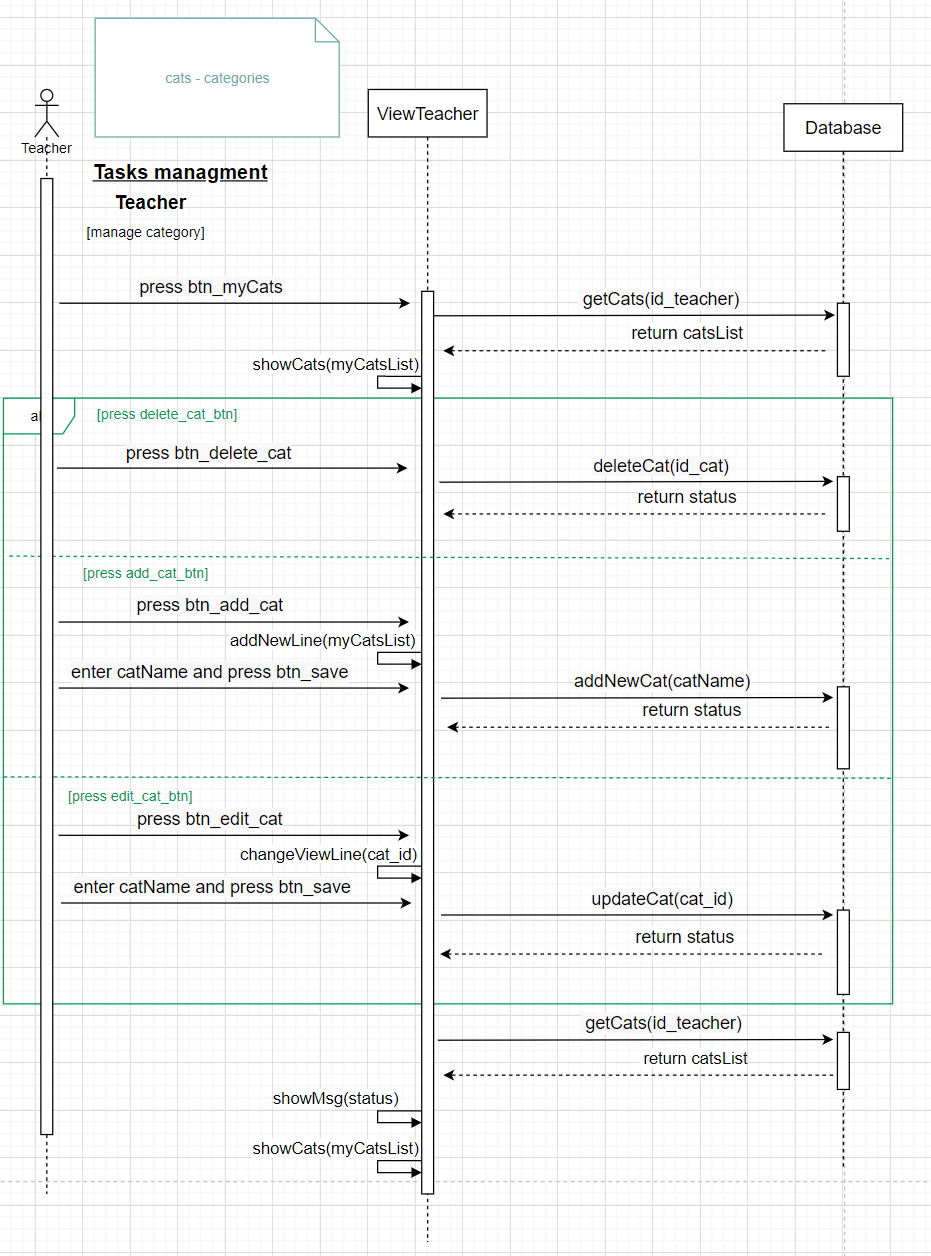 cats - categories
ViewTeacher
Database
Teacher
Tasks managment
Teacher
[manage category]
press btn_myCats
getCats(id_teacher)
return catsList
showCats(myCatsList)
[press delete_cat_btn]
press btn_delete_cat
deleteCat(id_cat)
return status
[press add_cat_btn]
press btn_add_cat
addNewLine(myCatsList)
enter catName and press btn_save
addNewCat(catName)
return status
[press edit_cat_btn]
press btn_edit_cat
changeViewLine(cat_id)
enter catName and press btn_save
updateCat(cat_id)
return status
getCats(id_teacher)
return catsList
showMsg(status)
showCats(myCatsList)